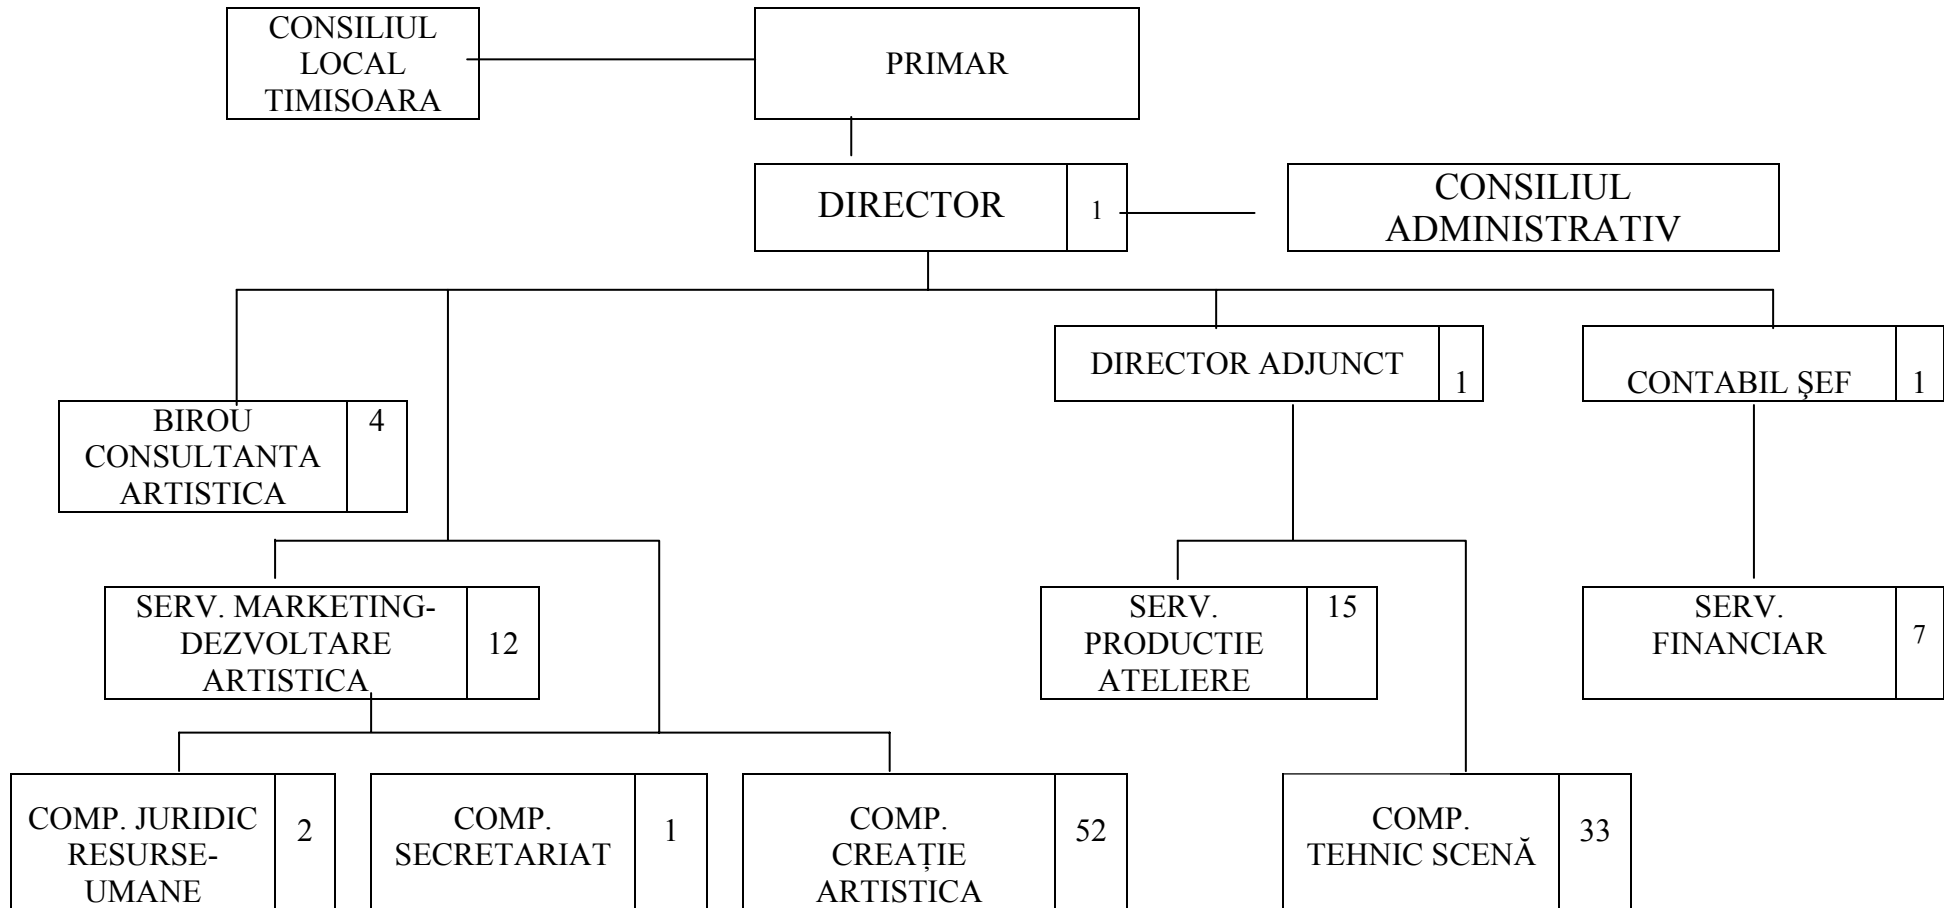 CONSILIUL
LOCAL
TIMISOARA
PRIMAR
DIRECTOR
1
CONSILIUL
ADMINISTRATIV
DIRECTOR ADJUNCT
1
CONTABIL ŞEF
1
BIROU
CONSULTANTA
ARTISTICA
4
SERV. MARKETING-
DEZVOLTARE
ARTISTICA
12
SERV.
PRODUCTIE
ATELIERE
15
SERV.
FINANCIAR
7
COMP. JURIDIC
RESURSE-
UMANE
2
COMP.
SECRETARIAT
1
COMP.
CREAȚIE
ARTISTICA
52
COMP.
TEHNIC SCENĂ
33